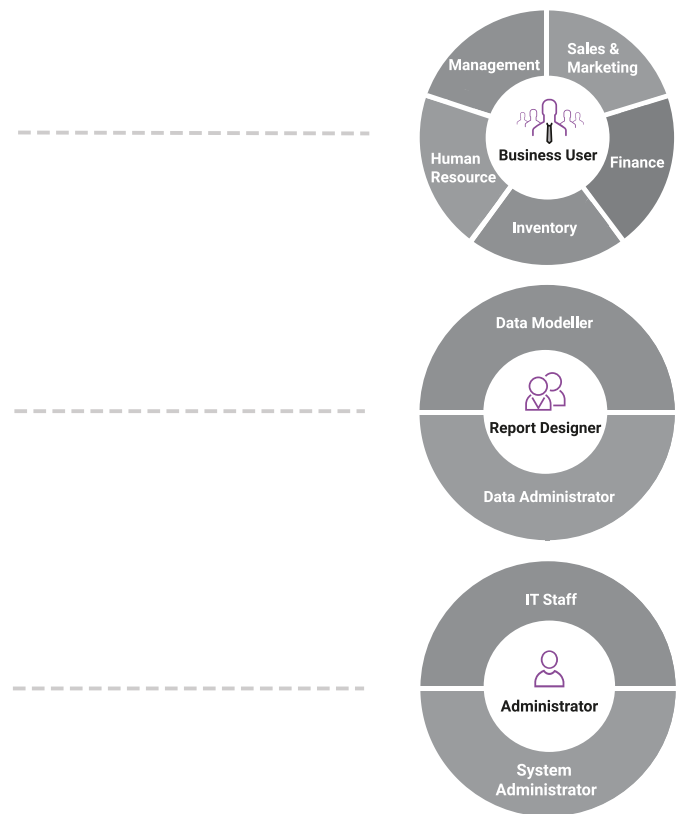 Management
Sales &
Marketing
Business User
Human
Resource
Finance
Inventory
Data Modeller
Report Designer
Data Administrator
IT Staff
Administrator
System
Administrator